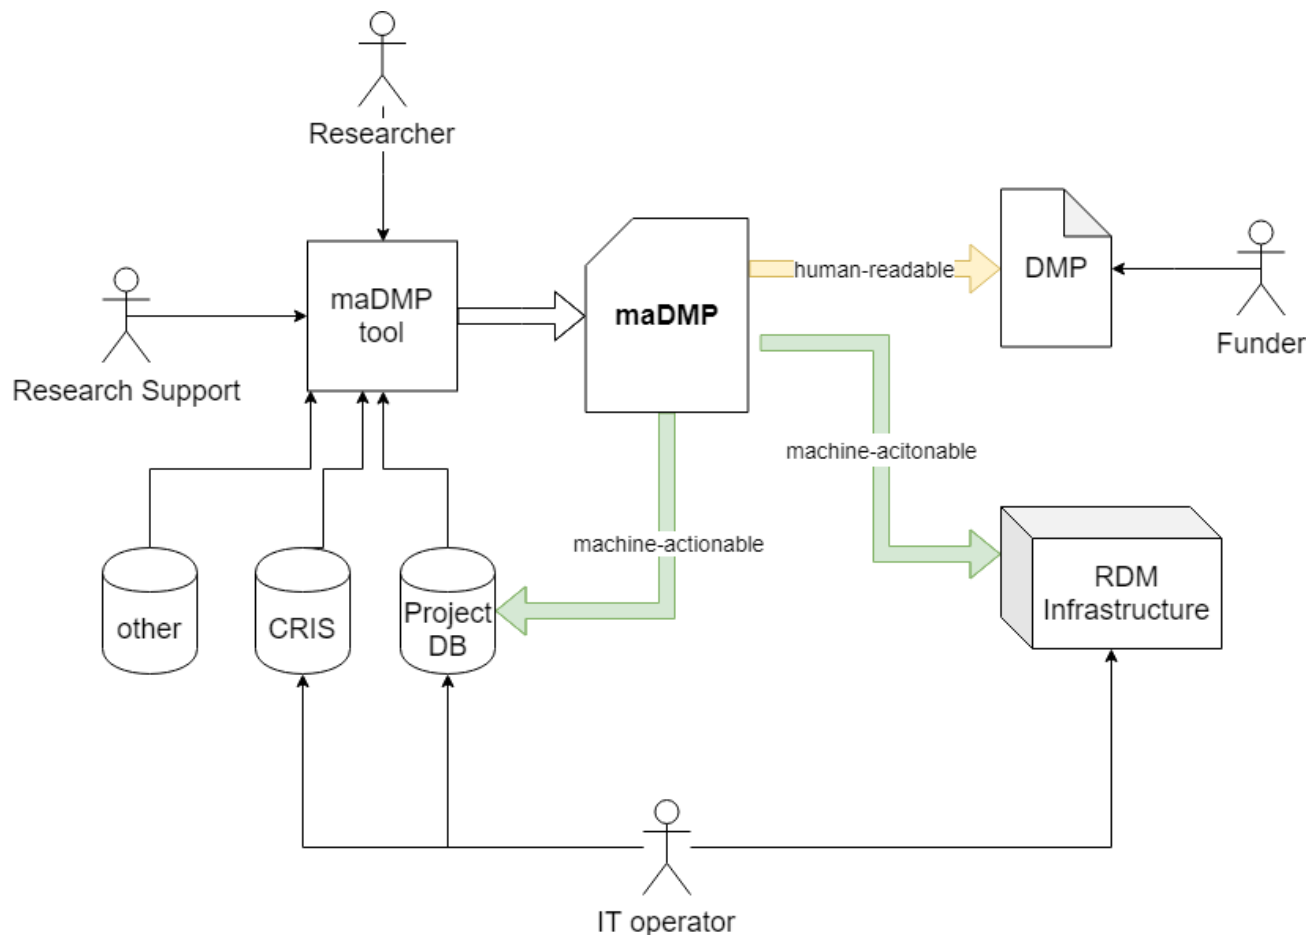 Researcher
maDMP
tool
maDMP
human-readable
DMP
Funder
Research Support
machine-acitonable
machine-actionable
other
CRIS
Project
DB
RDM
Infrastructure
IT operator